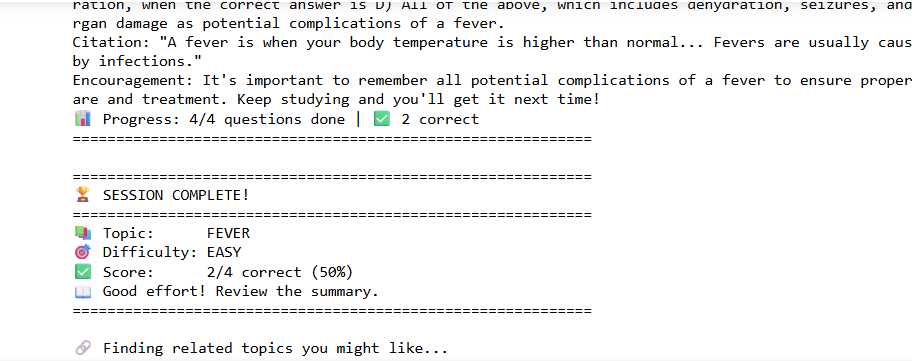 ration, when the correct answer is D) All of the above, which includes dehydration, seizures, and
rgan damage as potential complications of a fever.
Citation: "A fever is when your body temperature is higher than normal... Fevers are usually caus
by infections."
Encouragement: It's important to remember all potential complications of a fever to ensure proper
are and treatment. Keep studying and you'll get it next time!
📊 Progress: 4/4 questions done | ✅ 2 correct
============================================================
============================================================
🏆 SESSION COMPLETE!
============================================================
📚 Topic: FEVER
🎯 Difficulty: EASY
✅ Score: 2/4 correct (50%)
📖 Good effort! Review the summary.
============================================================
🔗 Finding related topics you might like...